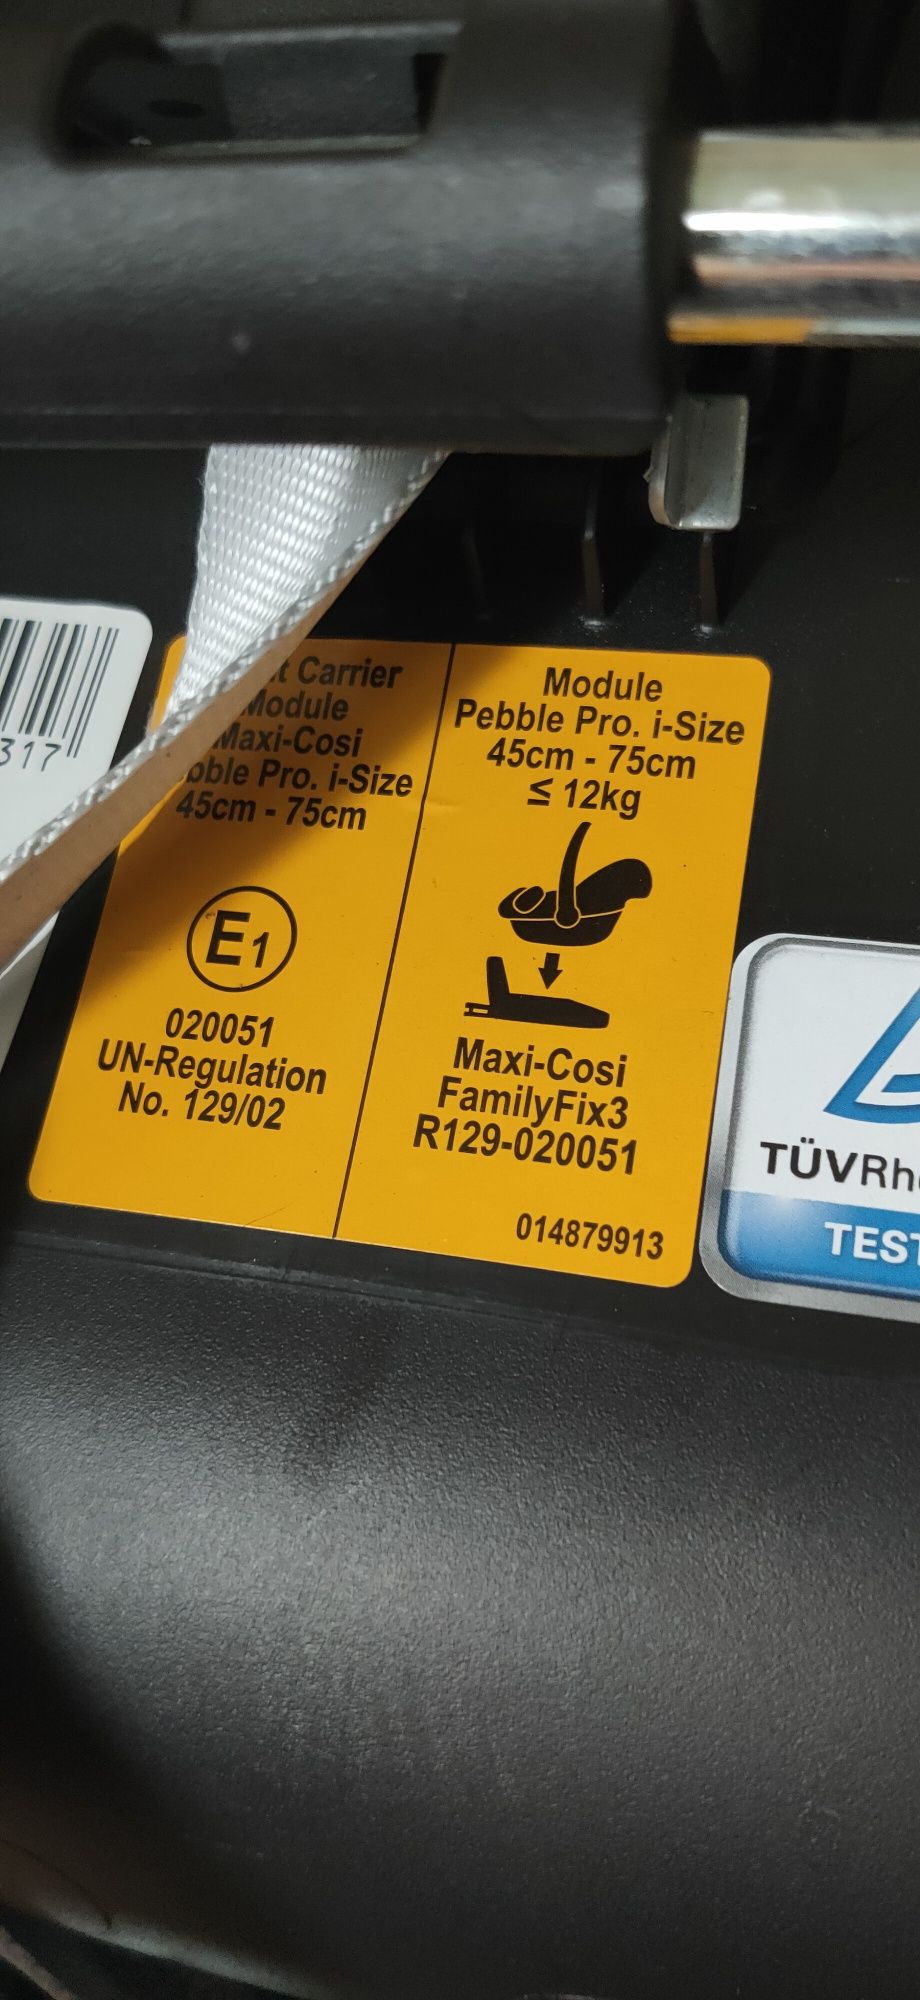 317
Carrier
Module
Maxi-Cosi
Pro. i-Size
45cm - 75cm
E1
020051
UN-Regulation
No. 129/02
Module
Pebble Pro. i-Size
45cm - 75cm
≤ 12kg
Maxi-Cosi
FamilyFix3
R129-020051
014879913
TÜVRh
TEST